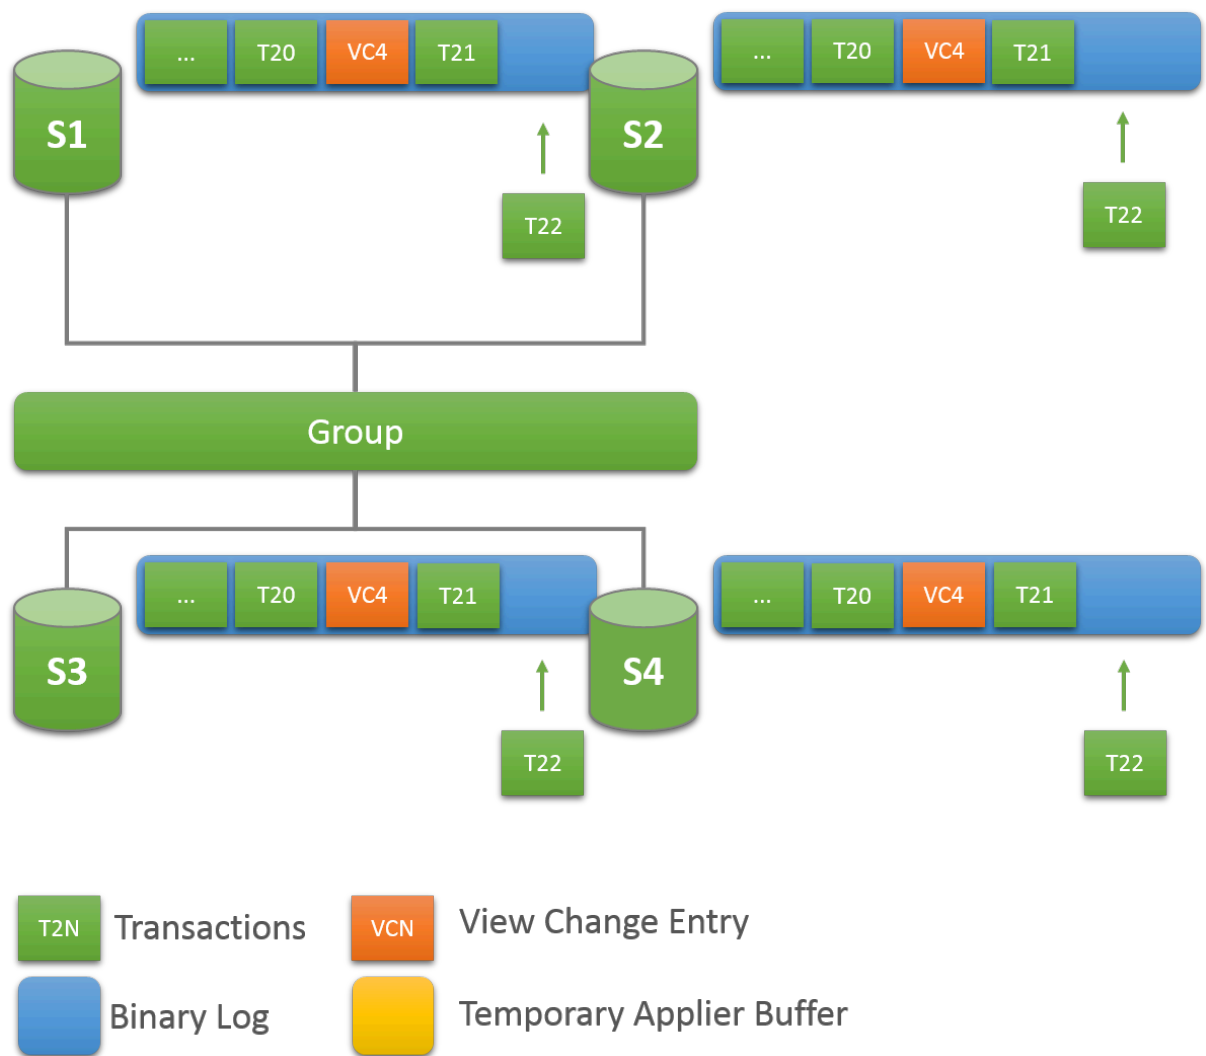 ... T20 VC4 T21
... T20 VC4 T21
S1
S2
T22
T22
Group
... T20 VC4 T21
... T20 VC4 T21
S3
S4
T22
T22
T2N Transactions
VCN View Change Entry
Binary Log
Temporary Applier Buffer